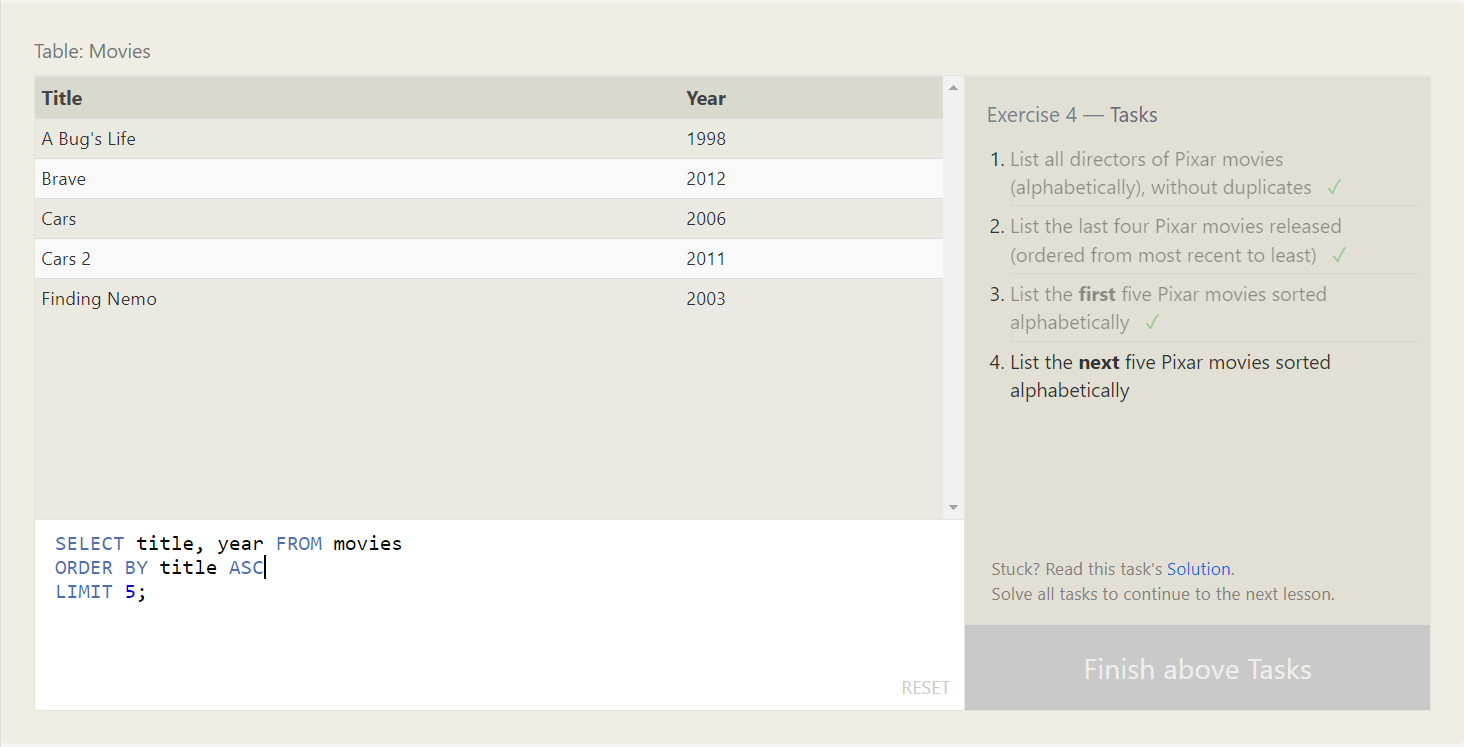 Table: Movies
Title Year
A Bug's Life 1998
Brave 2012
Cars 2006
Cars 2 2011
Finding Nemo 2003
SELECT title, year FROM movies
ORDER BY title ASC
LIMIT 5;
RESET
Exercise 4 — Tasks
1. List all directors of Pixar movies
(alphabetically), without duplicates ✓
2. List the last four Pixar movies released
(ordered from most recent to least) ✓
3. List the first five Pixar movies sorted
alphabetically ✓
4. List the next five Pixar movies sorted
alphabetically
Stuck? Read this task's Solution.
Solve all tasks to continue to the next lesson.
Finish above Tasks